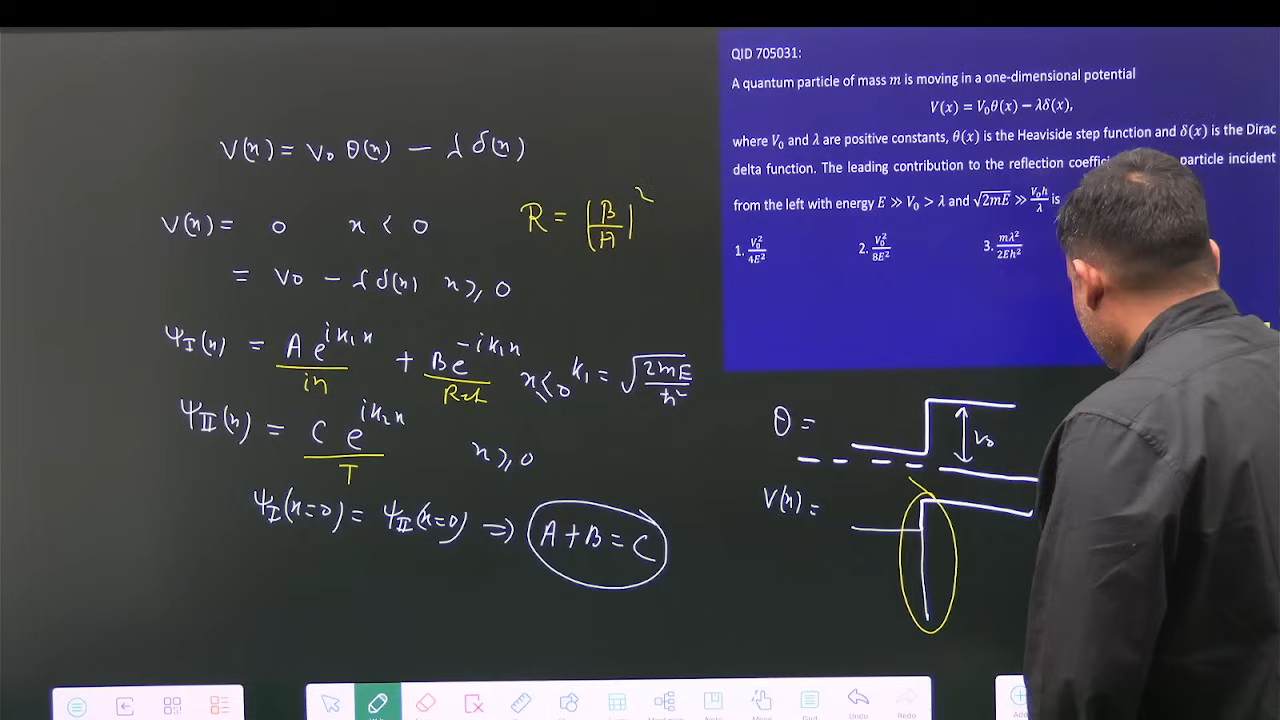 QID 705031:
A quantum particle of mass m is moving in a one-dimensional potential
V(x) = V₀θ(x) − λδ(x),
where V₀ and λ are positive constants, θ(x) is the Heaviside step function and δ(x) is the Dirac
delta function. The leading contribution to the reflection particle incident
from the left with energy E ≫ V₀ > λ and √2mE ≫ V₀ħ/λ is
1. V₀²/4E² 2. V₀²/8E² 3. mλ²/2Eħ²
V(x) = V₀ θ(x) − λ δ(x)
V(x) = 0 x < 0
= V₀ − λ δ(x) x ⩾ 0
R = |B/A|²
Ψ_I(x) = A e^{ik₁x} + B e^{-ik₁x} x ⩽ 0 k₁ = √(2mE/ħ²)
in Ref
Ψ_II(x) = C e^{ik₂x} x ⩾ 0
T
Ψ_I(x=0) = Ψ_II(x=0) ⇒ A + B = C
θ =
V₀
V(x) =
Undo
Redo